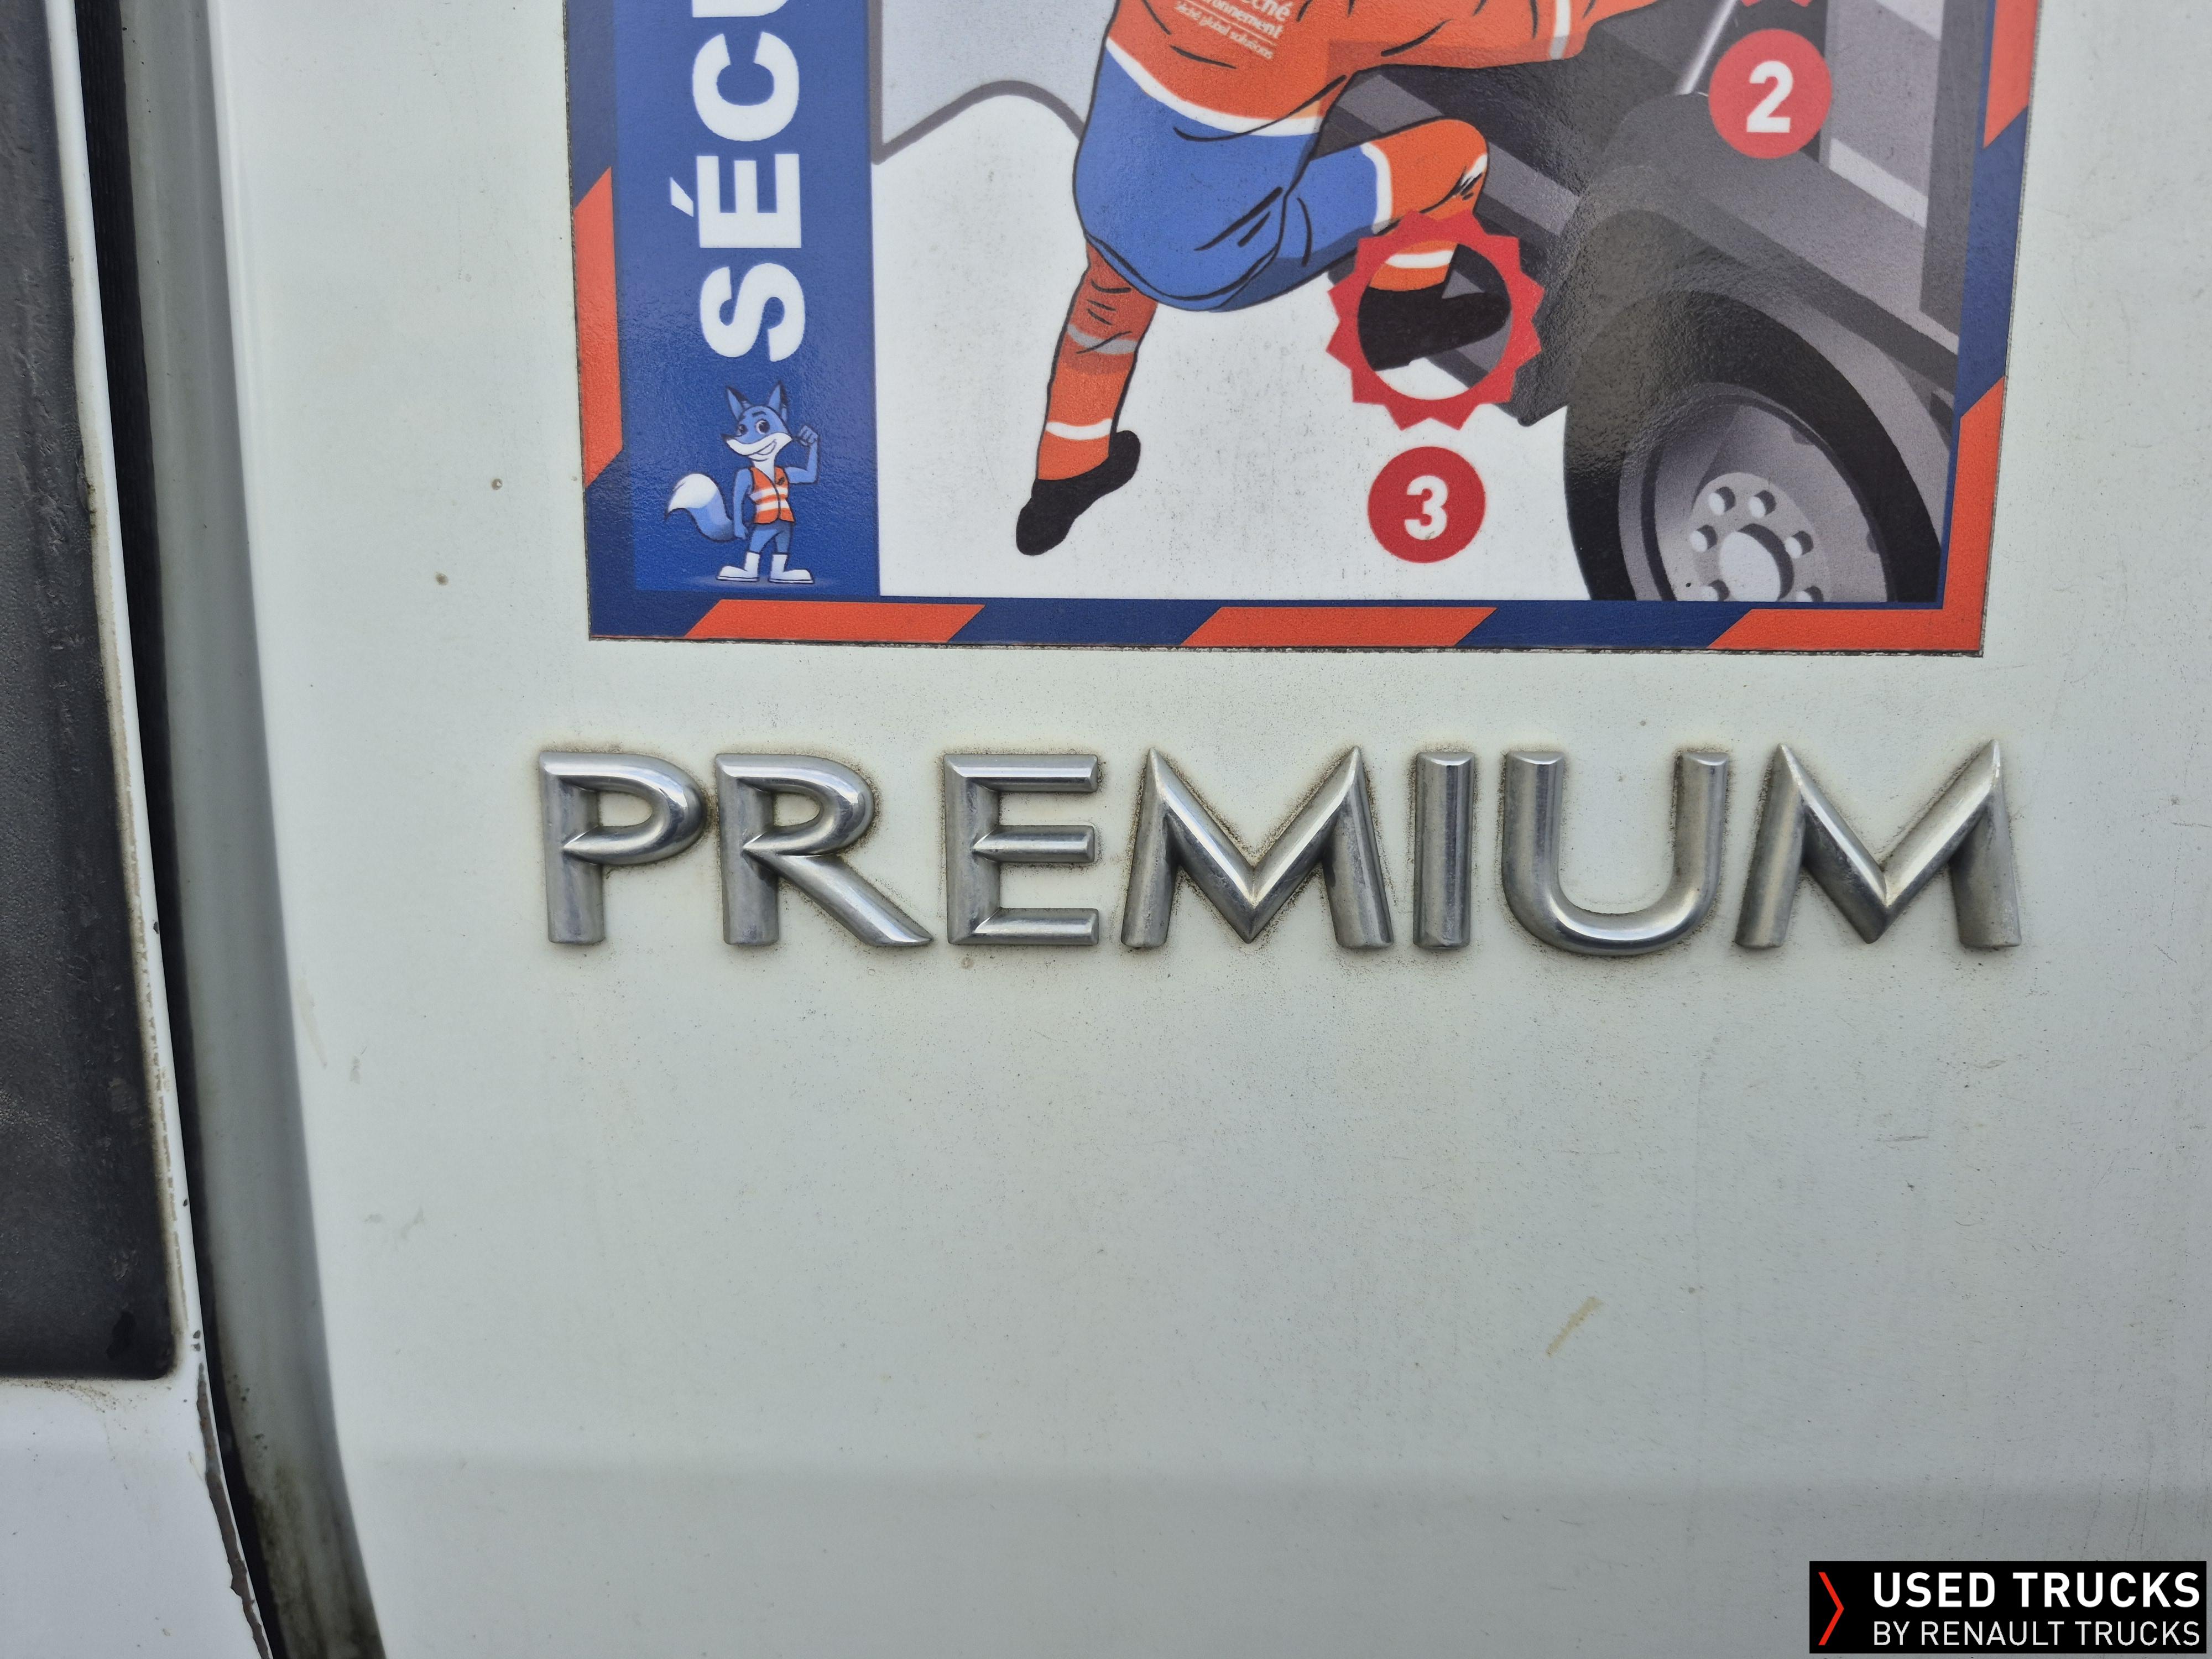 SÉCU
2
3
PREMIUM
USED TRUCKS
BY RENAULT TRUCKS